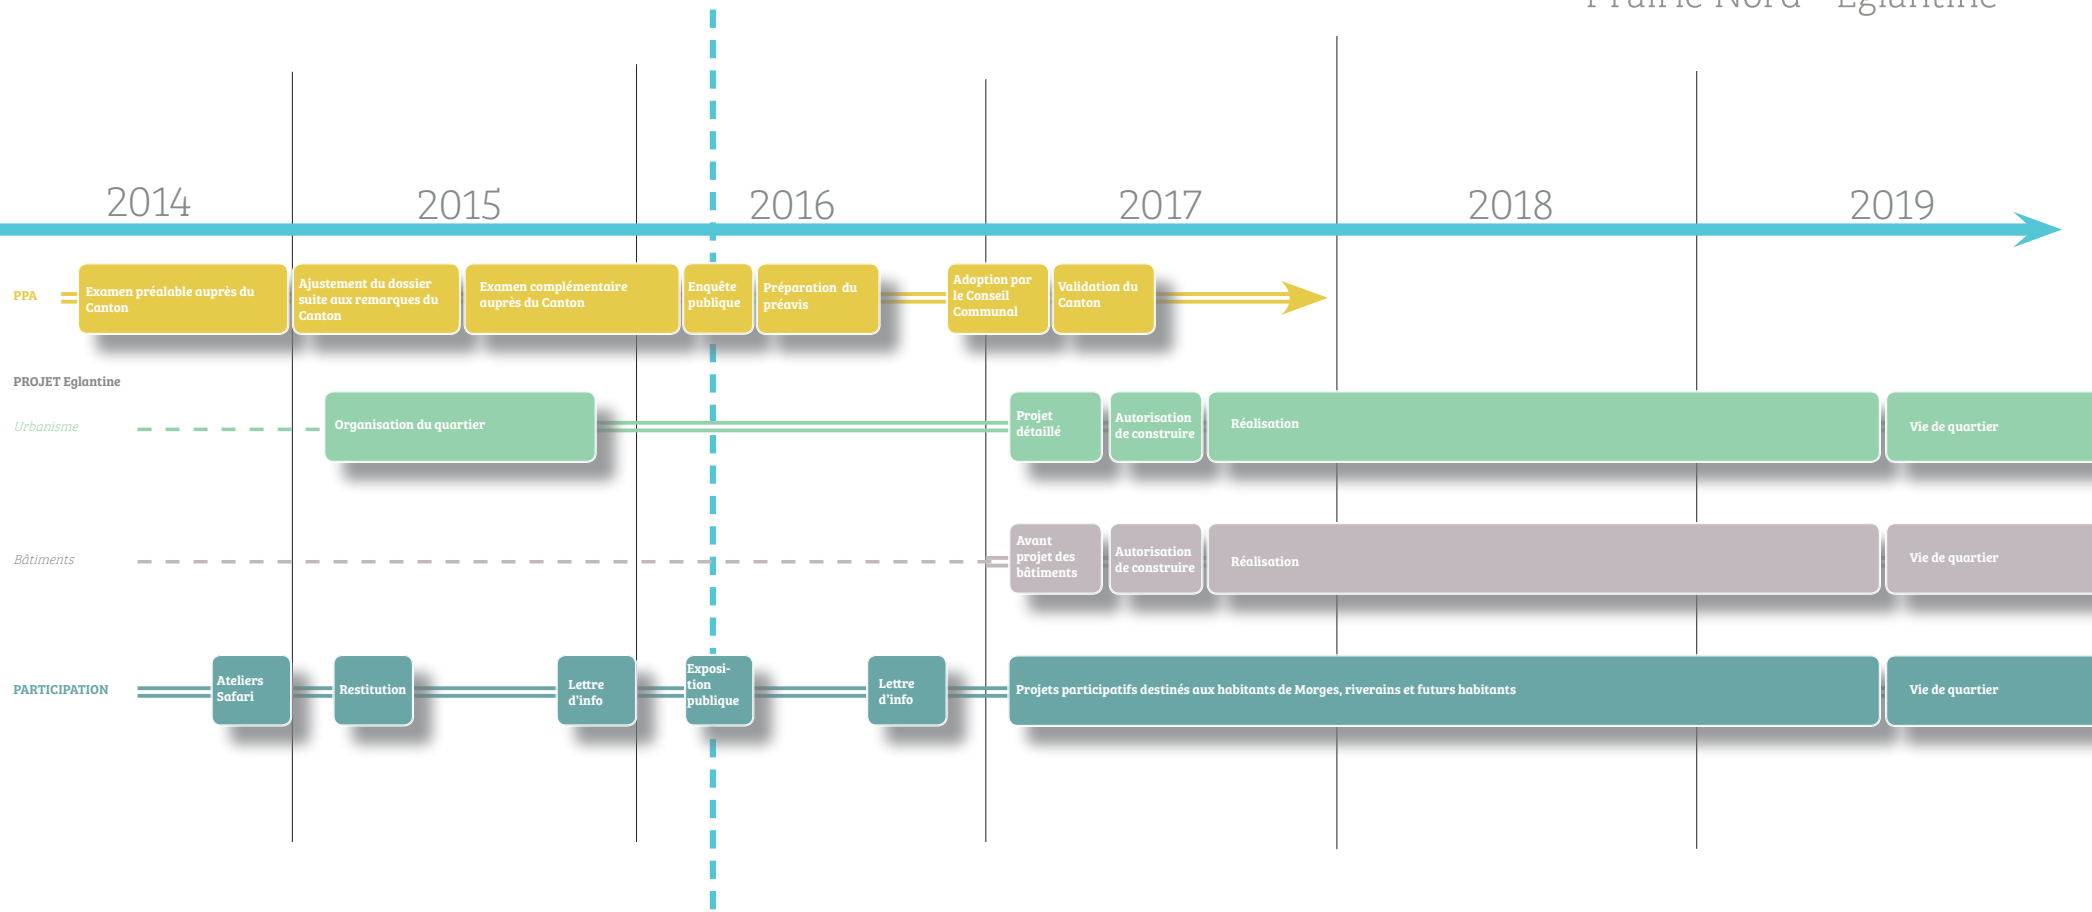 Prairie Nord - Eglantine
2014
2015
2016
2017
2018
2019
PPA
Examen préalable auprès du
Canton
Ajustement du dossier
suite aux remarques du
Canton
Examen complémentaire
auprès du Canton
Enquête
publique
Préparation du
préavis
Adoption par
le Conseil
Communal
Validation du
Canton
PROJET Eglantine
Urbanisme
Organisation du quartier
Projet
détaillé
Autorisation
de construire
Réalisation
Vie de quartier
Bâtiments
Avant
projet des
bâtiments
Autorisation
de construire
Réalisation
Vie de quartier
PARTICIPATION
Ateliers
Safari
Restitution
Lettre
d'info
Exposi-
tion
publique
Lettre
d'info
Projets participatifs destinés aux habitants de Morges, riverains et futurs habitants
Vie de quartier